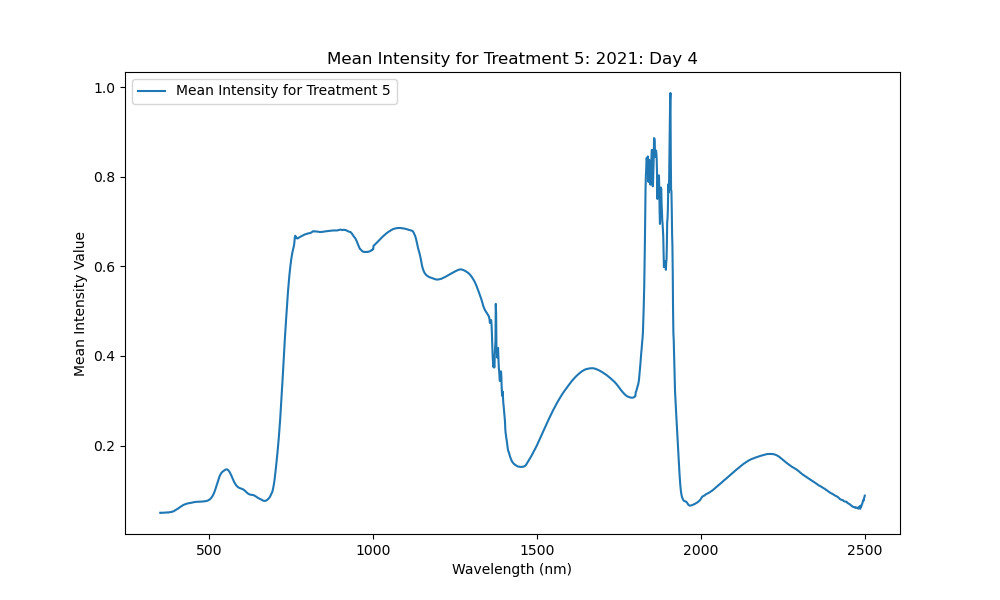 Mean Intensity for Treatment 5: 2021: Day 4
Mean Intensity for Treatment 5
1.0
0.8
0.6
0.4
0.2
Mean Intensity Value
500 1000 1500 2000 2500
Wavelength (nm)